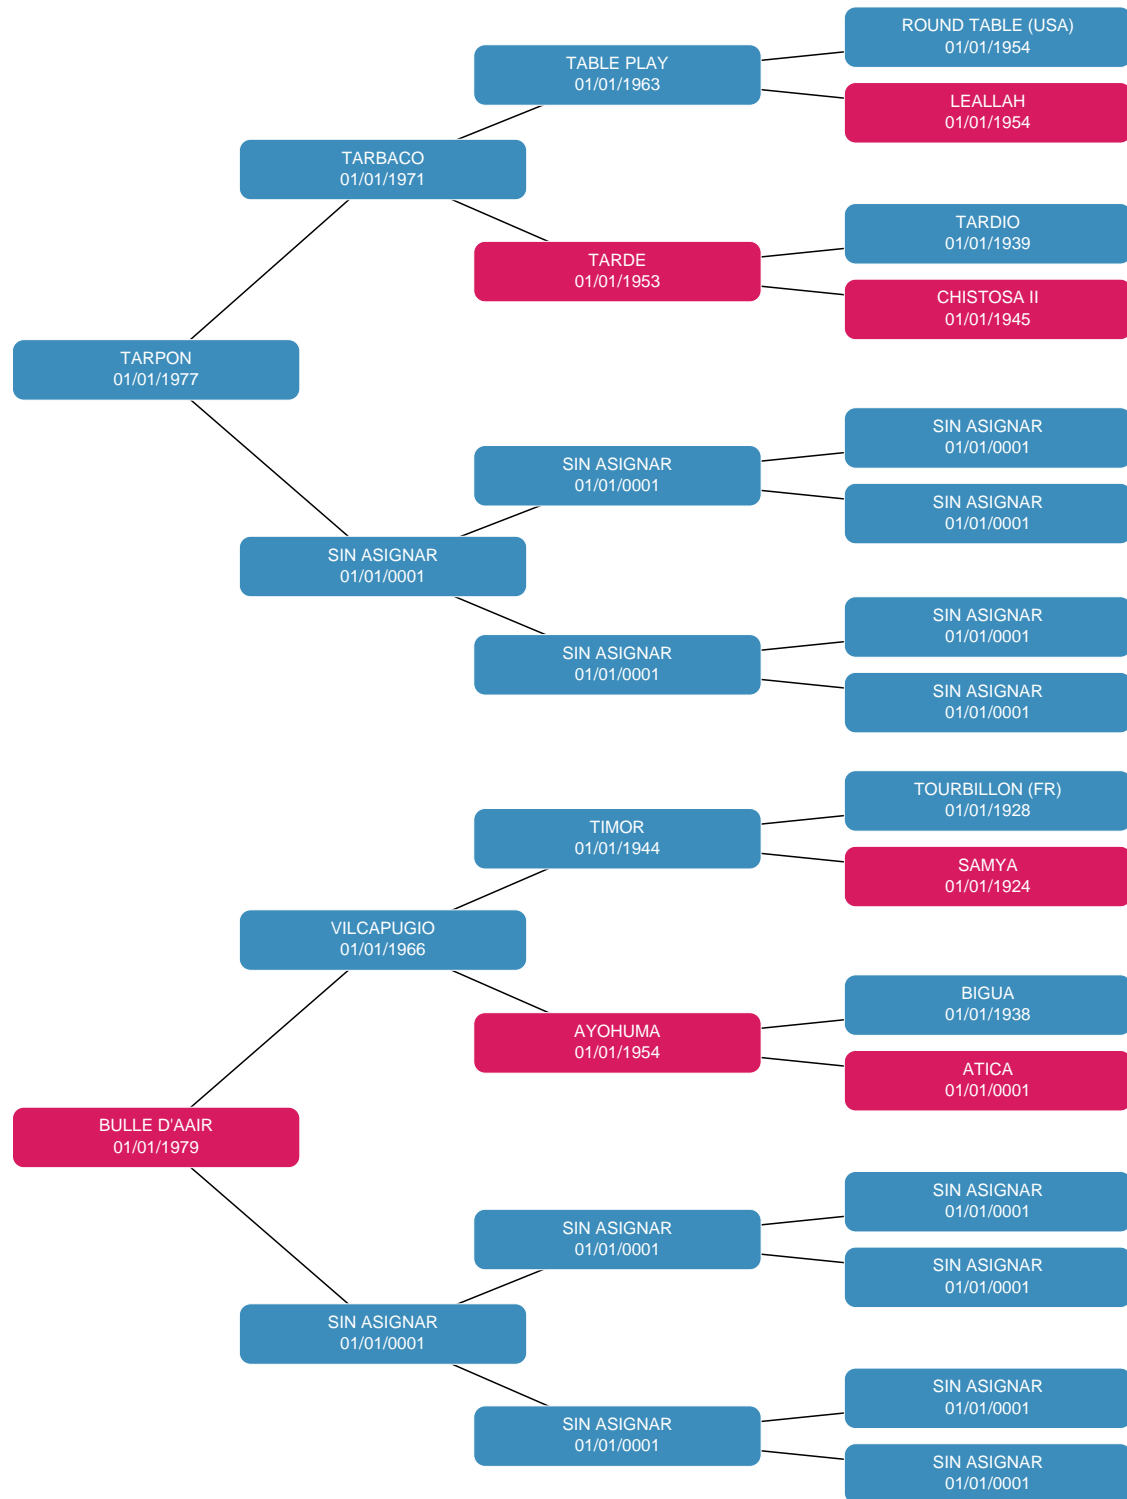 ROUND TABLE (USA)
01/01/1954
TABLE PLAY
01/01/1963
LEALLAH
01/01/1954
TARBACO
01/01/1971
TARDIO
01/01/1939
TARDE
01/01/1953
CHISTOSA II
01/01/1945
TARPON
01/01/1977
SIN ASIGNAR
01/01/0001
SIN ASIGNAR
01/01/0001
SIN ASIGNAR
01/01/0001
SIN ASIGNAR
01/01/0001
SIN ASIGNAR
01/01/0001
SIN ASIGNAR
01/01/0001
SIN ASIGNAR
01/01/0001
TOURBILLON (FR)
01/01/1928
TIMOR
01/01/1944
SAMYA
01/01/1924
VILCAPUGIO
01/01/1966
BIGUA
01/01/1938
AYOHUMA
01/01/1954
ATICA
01/01/0001
BULLE D'AAIR
01/01/1979
SIN ASIGNAR
01/01/0001
SIN ASIGNAR
01/01/0001
SIN ASIGNAR
01/01/0001
SIN ASIGNAR
01/01/0001
SIN ASIGNAR
01/01/0001
SIN ASIGNAR
01/01/0001
SIN ASIGNAR
01/01/0001